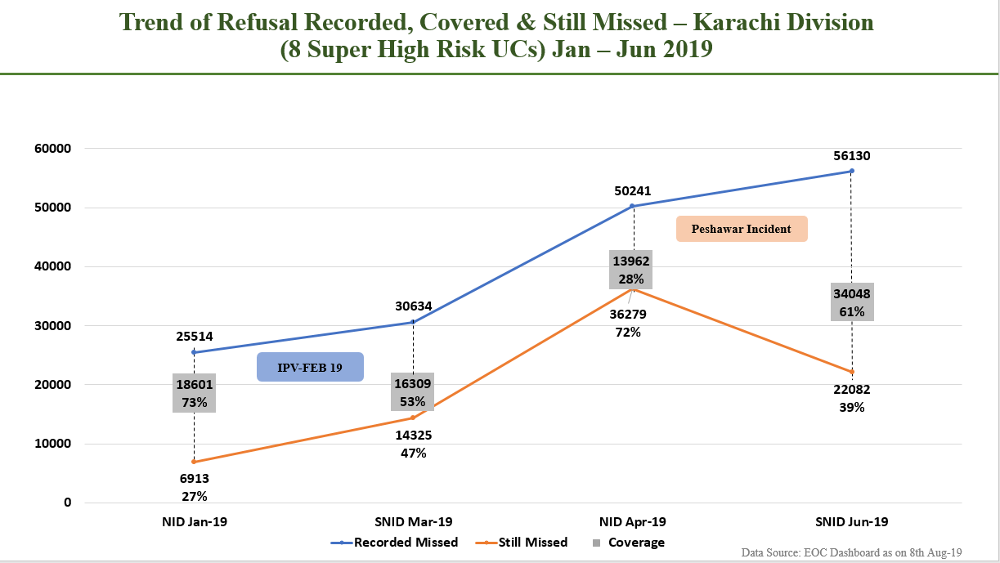 Trend of Refusal Recorded, Covered & Still Missed – Karachi Division
(8 Super High Risk UCs) Jan – Jun 2019
60000
50000
40000
30000
20000
10000
0
25514
30634
50241
56130
IPV-FEB 19
Peshawar Incident
18601
73%
16309
53%
13962
28%
34048
61%
6913
27%
14325
47%
36279
72%
22082
39%
NID Jan-19
SNID Mar-19
NID Apr-19
SNID Jun-19
Recorded Missed
Still Missed
Coverage
Data Source: EOC Dashboard as on 8th Aug-19